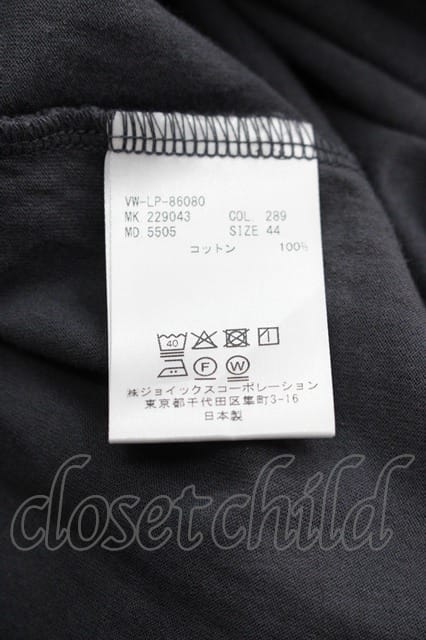 VW-LP-86080
MK 229043 COL. 289
MD 5505 SIZE 44
コットン 100%
40
F W
㈱ジョイックスコーポレーション
東京都千代田区隼町3-16
日本製
closet child